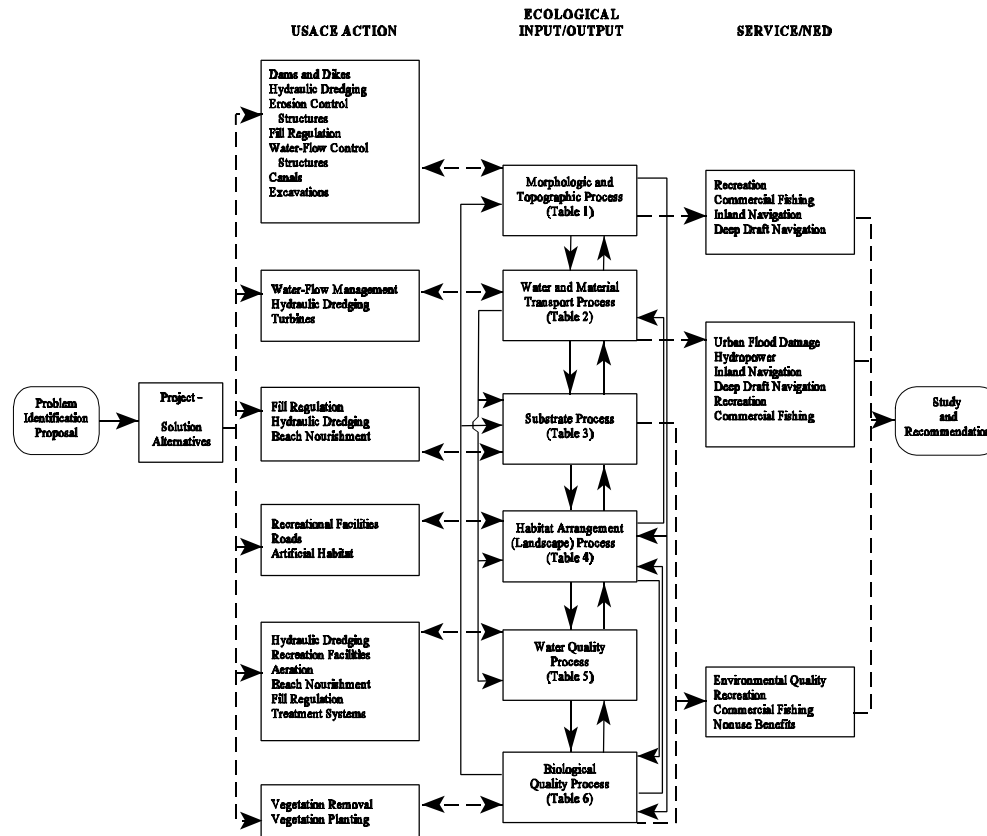 USACE ACTION
ECOLOGICAL
INPUT/OUTPUT
SERVICE/NED
Problem
Identification
Proposal
Project –
Solution
Alternatives
Dams and Dikes
Hydraulic Dredging
Erosion Control
Structures
Fill Regulation
Water-Flow Control
Structures
Canals
Excavations
Water-Flow Management
Hydraulic Dredging
Turbines
Fill Regulation
Hydraulic Dredging
Beach Nourishment
Recreational Facilities
Roads
Artificial Habitat
Hydraulic Dredging
Recreation Facilities
Aeration
Beach Nourishment
Fill Regulation
Treatment Systems
Vegetation Removal
Vegetation Planting
Morphologic and
Topographic Process
(Table 1)
Water and Material
Transport Process
(Table 2)
Substrate Process
(Table 3)
Habitat Arrangement
(Landscape) Process
(Table 4)
Water Quality
Process
(Table 5)
Biological
Quality Process
(Table 6)
Recreation
Commercial Fishing
Inland Navigation
Deep Draft Navigation
Urban Flood Damage
Hydropower
Inland Navigation
Deep Draft Navigation
Recreation
Commercial Fishing
Environmental Quality
Recreation
Commercial Fishing
Nonuse Benefits
Study
and
Recommendation